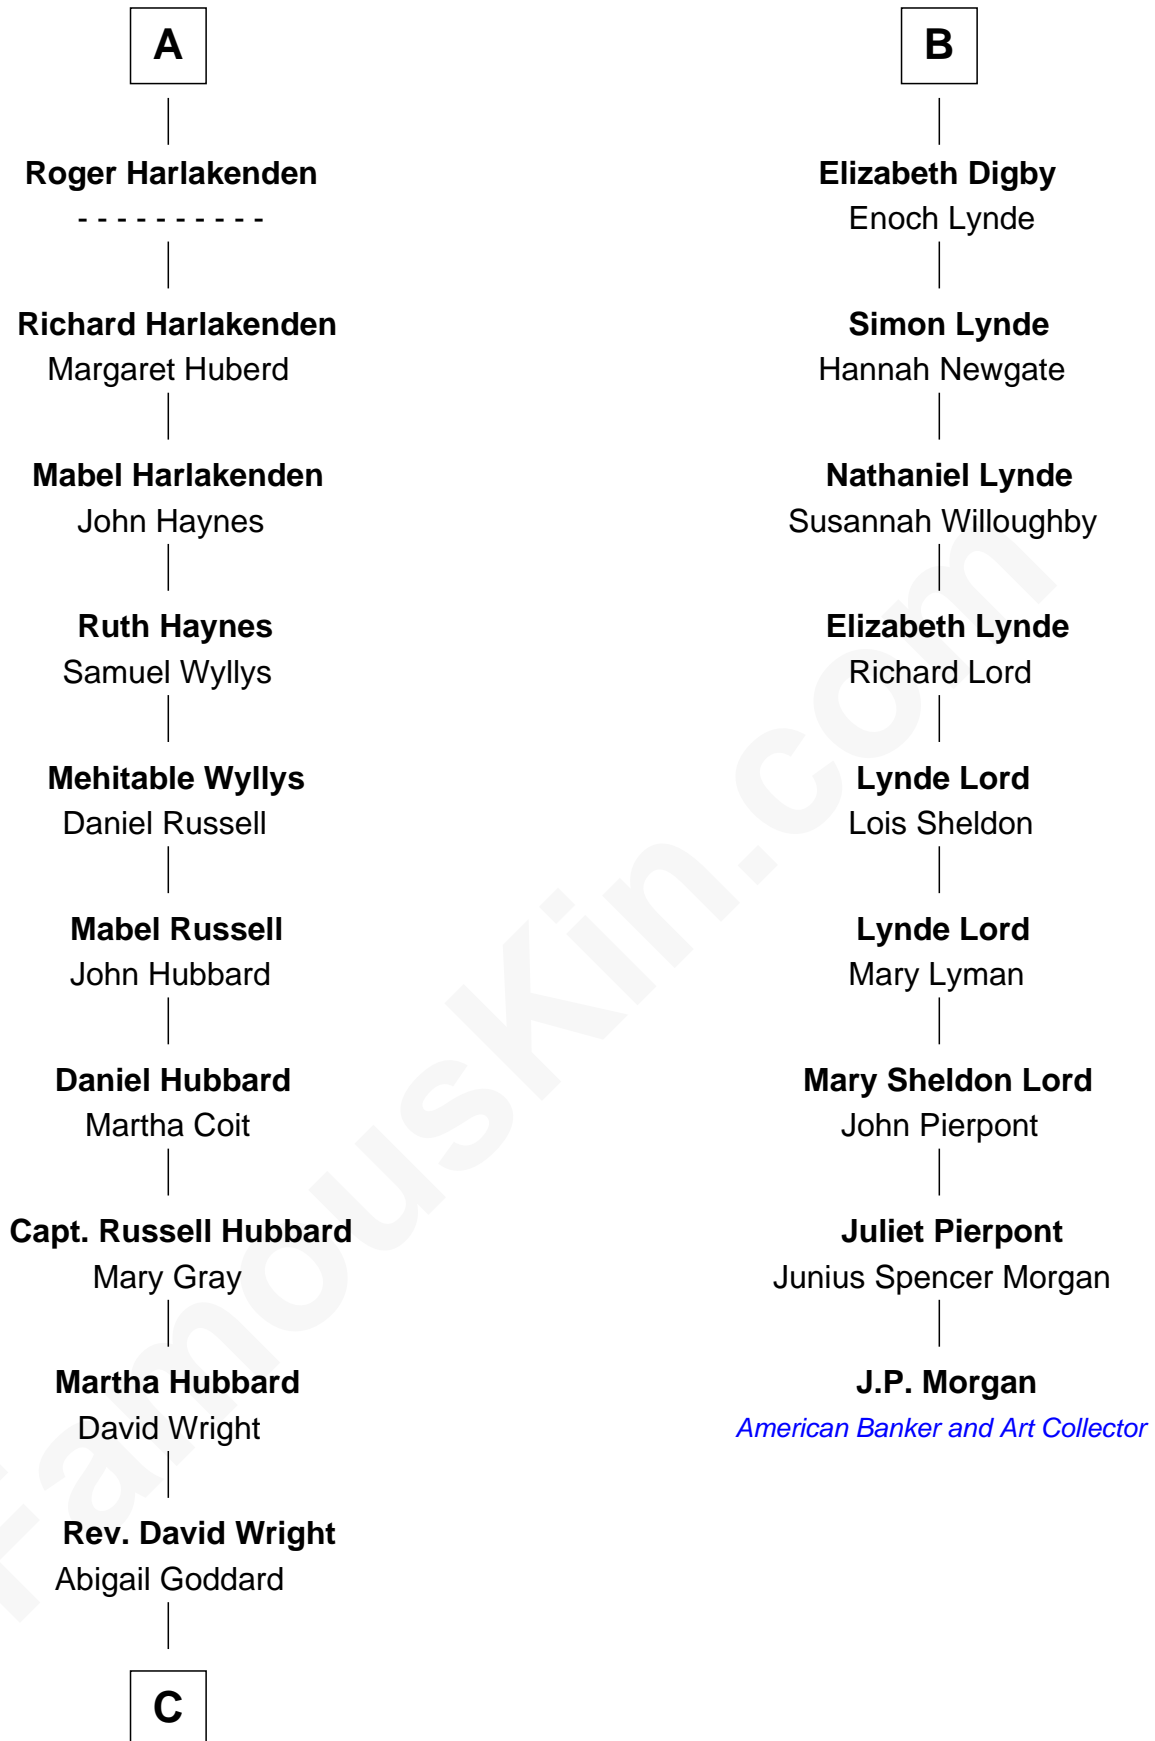 A
Roger Harlakenden
- - - - - - - - - -
Richard Harlakenden
Margaret Huberd
Mabel Harlakenden
John Haynes
Ruth Haynes
Samuel Wyllys
Mehitable Wyllys
Daniel Russell
Mabel Russell
John Hubbard
Daniel Hubbard
Martha Coit
Capt. Russell Hubbard
Mary Gray
Martha Hubbard
David Wright
Rev. David Wright
Abigail Goddard
C
B
Elizabeth Digby
Enoch Lynde
Simon Lynde
Hannah Newgate
Nathaniel Lynde
Susannah Willoughby
Elizabeth Lynde
Richard Lord
Lynde Lord
Lois Sheldon
Lynde Lord
Mary Lyman
Mary Sheldon Lord
John Pierpont
Juliet Pierpont
Junius Spencer Morgan
J.P. Morgan
American Banker and Art Collector
FamousKin.com